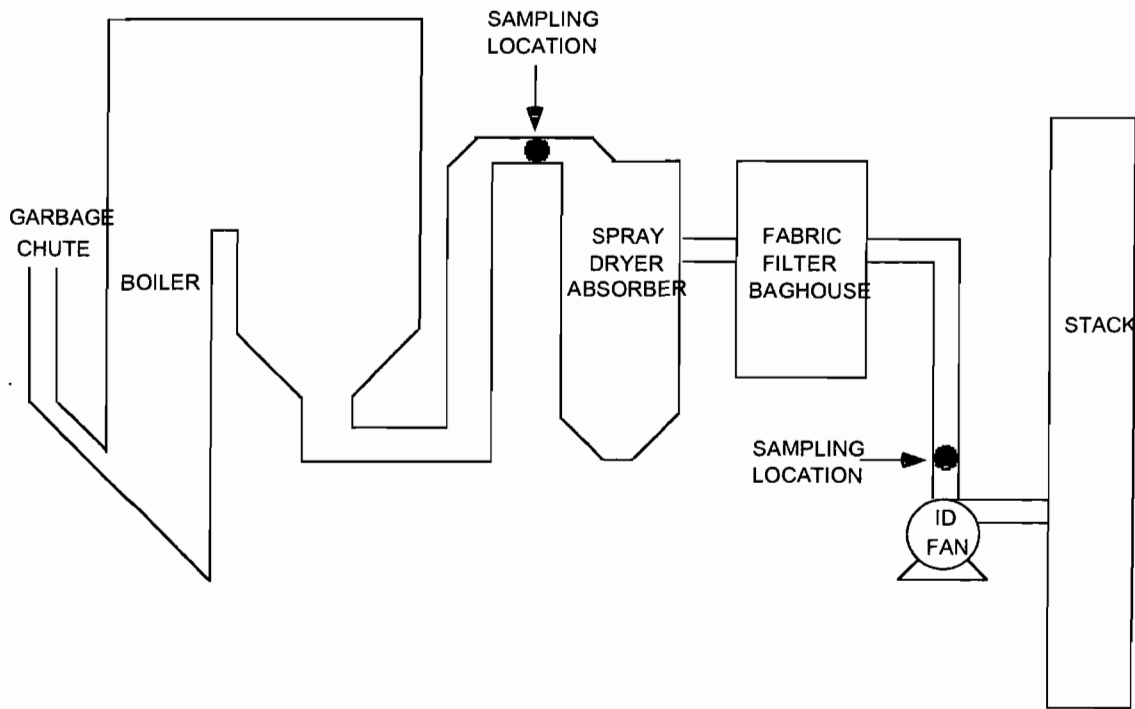 SAMPLING
LOCATION
GARBAGE
CHUTE
BOILER
SPRAY
DRYER
ABSORBER
FABRIC
FILTER
BAGHOUSE
STACK
SAMPLING
LOCATION
ID
FAN